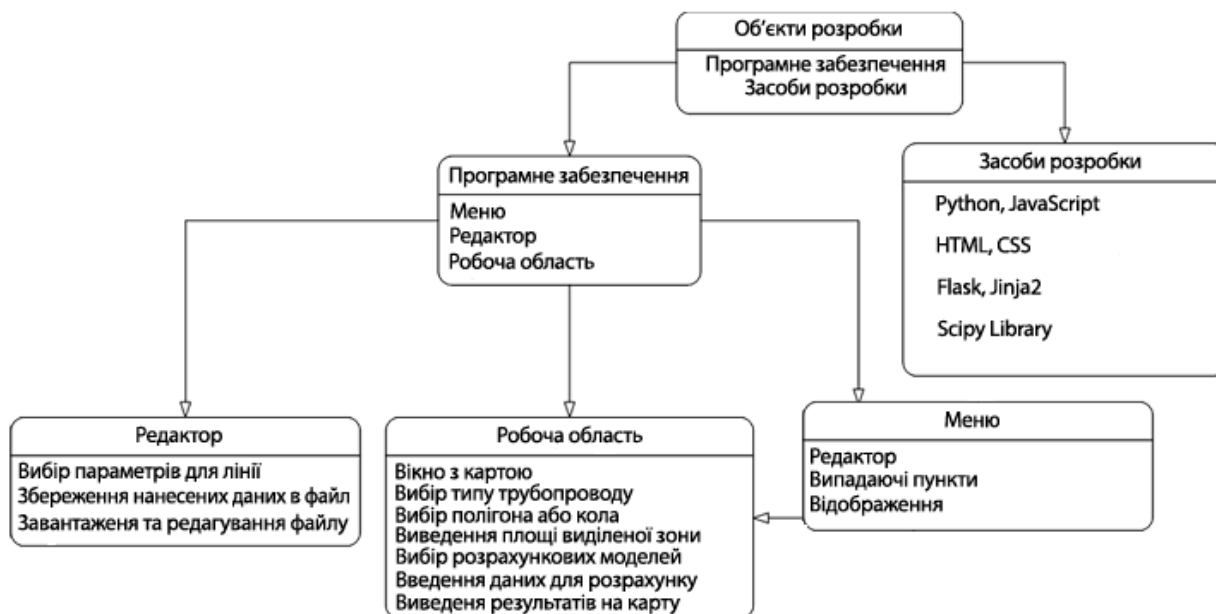 Об'єкти розробки
Програмне забезпечення
Засоби розробки
Програмне забезпечення
Меню
Редактор
Робоча область
Засоби розробки
Python, JavaScript
HTML, CSS
Flask, Jinja2
Scipy Library
Редактор
Вибір параметрів для лінії
Збереження нанесених даних в файл
Завантаженя та редагування файлу
Робоча область
Вікно з картою
Вибір типу трубопроводу
Вибір полігона або кола
Виведення площі виділеної зони
Вибір розрахункових моделей
Введення даних для розрахунку
Виведеня результатів на карту
Меню
Редактор
Випадаючі пункти
Відображення